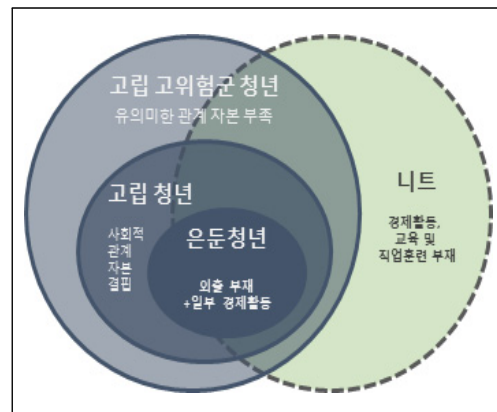 고립 고위험군 청년
유의미한 관계 자본 부족
고립 청년
사회적
관계
자본
결핍
은둔청년
외출 부재
+일부 경제활동
니트
경제활동,
교육 및
직업훈련 부재